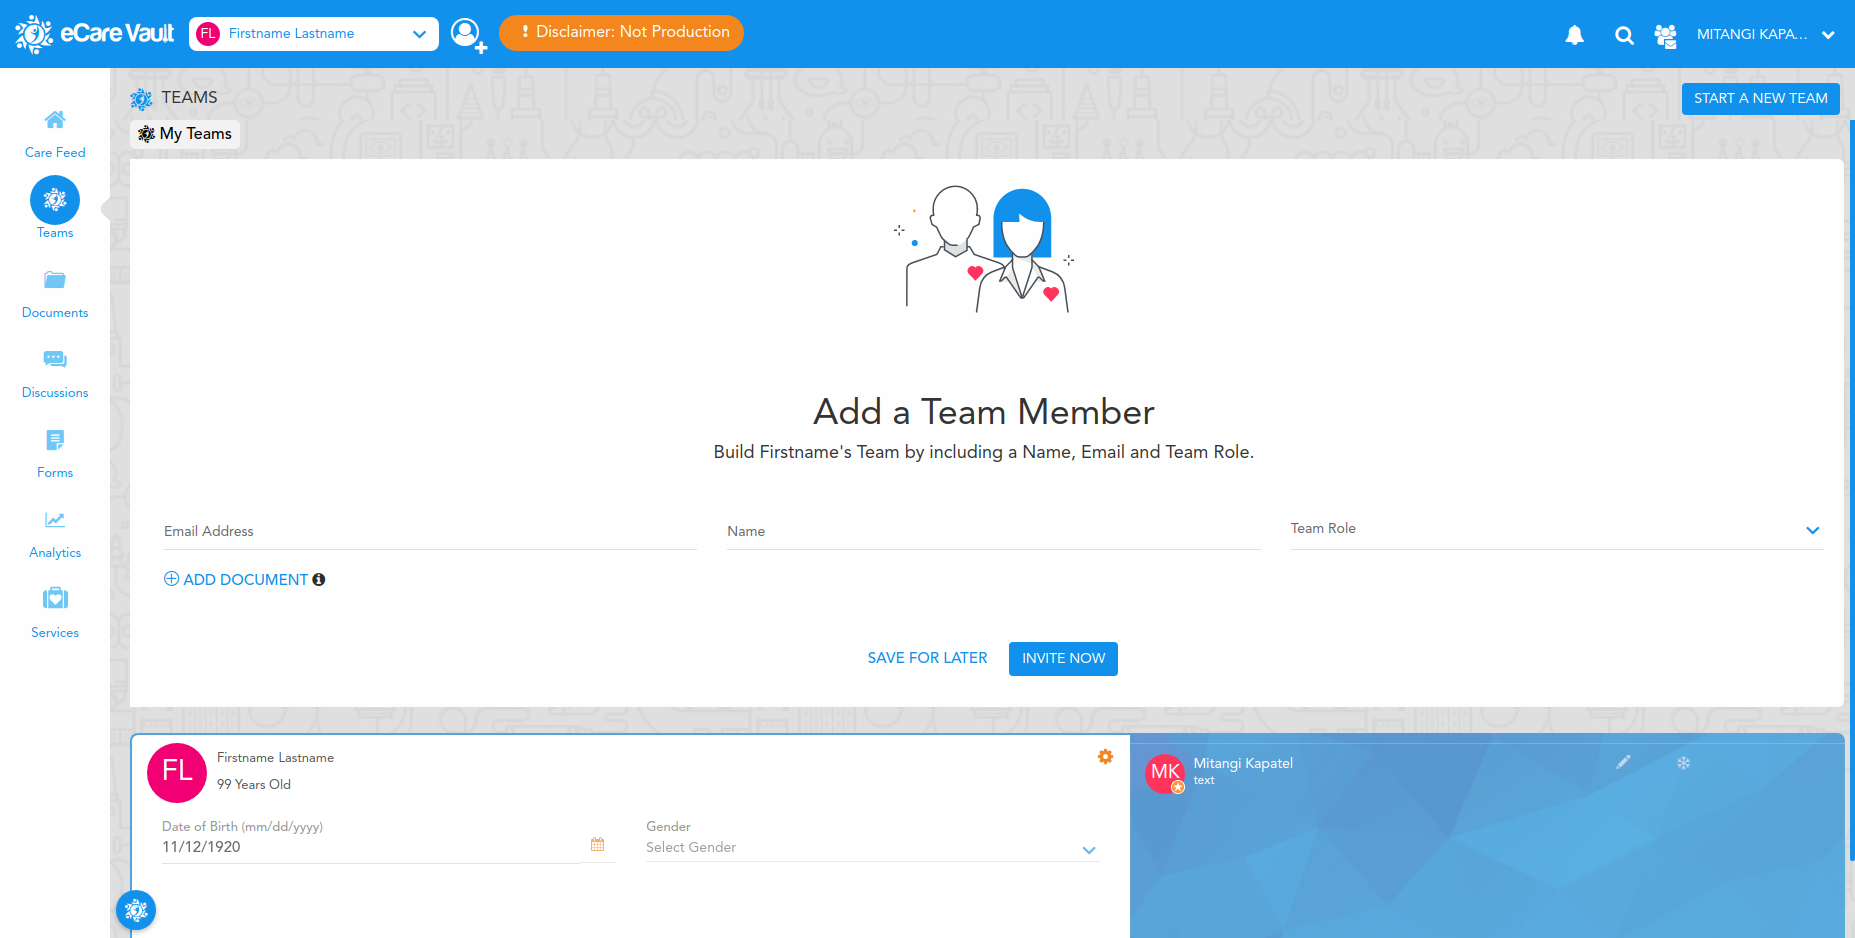 eCare Vault
FL Firstname Lastname
! Disclaimer: Not Production
MITANGI KAPA...
Care Feed
Teams
Documents
Discussions
Forms
Analytics
Services
TEAMS
START A NEW TEAM
My Teams
Add a Team Member
Build Firstname's Team by including a Name, Email and Team Role.
Email Address
Name
Team Role
ADD DOCUMENT
SAVE FOR LATER
INVITE NOW
FL
Firstname Lastname
99 Years Old
Date of Birth (mm/dd/yyyy)
11/12/1920
Gender
Select Gender
MK
Mitangi Kapatel
text